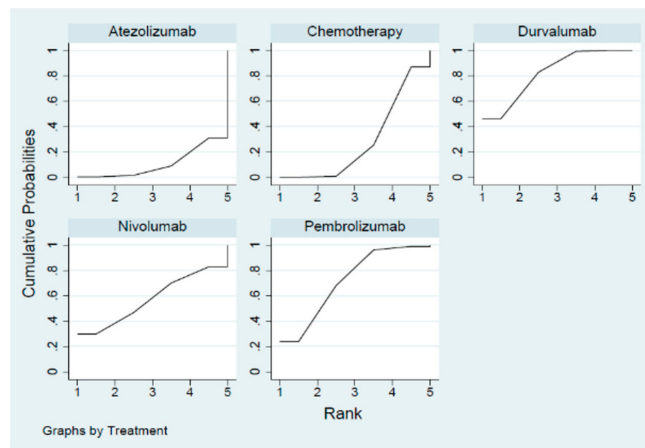 Atezolizumab
Chemotherapy
Durvalumab
0 .2 .4 .6 .8 1
1 2 3 4 5
0 .2 .4 .6 .8 1
1 2 3 4 5
0 .2 .4 .6 .8 1
1 2 3 4 5
Nivolumab
Pembrolizumab
0 .2 .4 .6 .8 1
1 2 3 4 5
0 .2 .4 .6 .8 1
1 2 3 4 5
Cumulative Probabilities
Rank
Graphs by Treatment